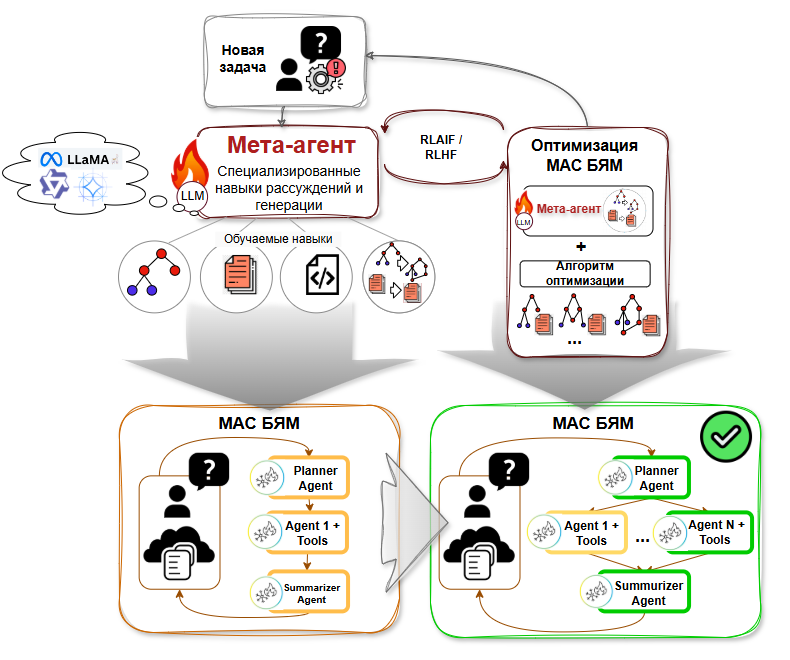 Новая
задача
?
!
LLaMA
Мета-агент
Специализированные
навыки рассуждений и
генерации
LLM
RLAIF /
RLHF
Оптимизация
МАС БЯМ
Мета-агент
LLM
+
Алгоритм
оптимизации
...
Обучаемые навыки
</>
МАС БЯМ
?
Planner
Agent
Agent 1 +
Tools
Summarizer
Agent
МАС БЯМ
?
Planner
Agent
Agent 1 +
Tools
...
Agent N +
Tools
Summurizer
Agent